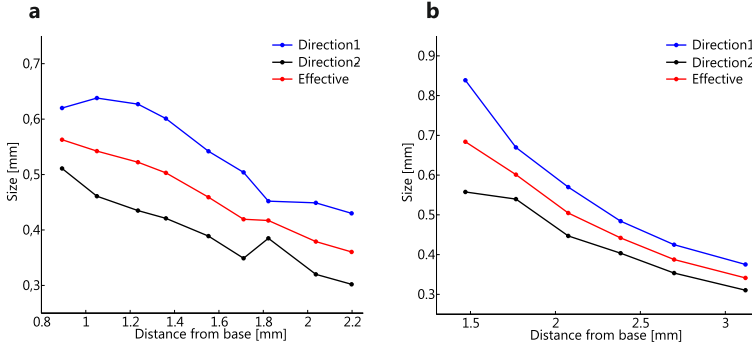 a
Direction1
Direction2
Effective
0,7
0,6
0,5
0,4
0,3
Size [mm]
0.8 1 1.2 1.4 1.6 1.8 2 2.2
Distance from base [mm]
b
Direction1
Direction2
Effective
0.9
0.8
0.7
0.6
0.5
0.4
0.3
Size [mm]
1.5 2 2.5 3
Distance from base [mm]